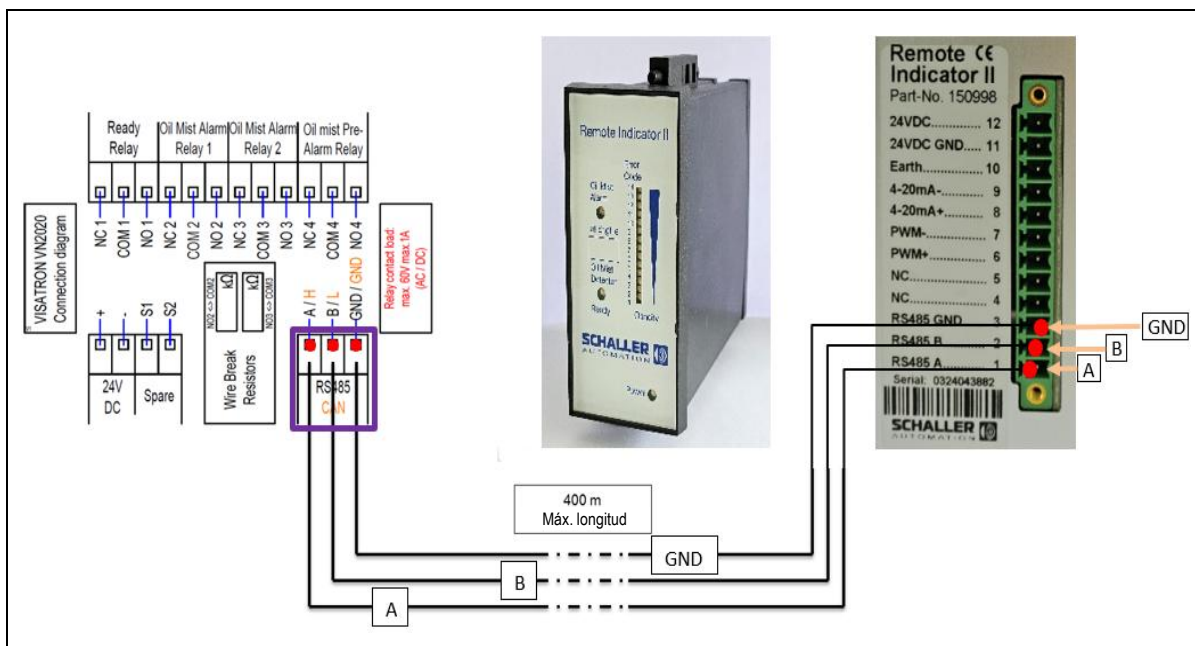 Ready
Relay
Oil Mist Alarm
Relay 1
Oil Mist Alarm
Relay 2
Oil mist Pre-
Alarm Relay
NC 1
COM 1
NO 1
NC 2
COM 2
NO 2
NC 3
COM 3
NO 3
NC 4
COM 4
NO 4
VISATRON VN2020
Connection diagram
+
-
S1
S2
24V
DC
Spare
NO2 <-> COM2
NO3 <-> COM3
kΩ
kΩ
Wire Break
Resistors
A / H
B / L
GND / GND
RS485
CAN
Relay contact load:
max. 60V max.1A
(AC / DC)
Remote Indicator II
Error
Code
Oil Mist
Alarm
Oil Mist
Detector
Ready
Opacity
SCHALLER
AUTOMATION
Power
Remote CE
Indicator II
Part-No. 150998
24VDC............. 12
24VDC GND..... 11
Earth................ 10
4-20mA-............ 9
4-20mA+........... 8
PWM-............... 7
PWM+.............. 6
NC.................... 5
NC.................... 4
RS485 GND...... 3
RS485 B........... 2
RS485 A........... 1
Serial: 0324043882
SCHALLER
AUTOMATION
GND
B
A
400 m
Máx. longitud
GND
B
A